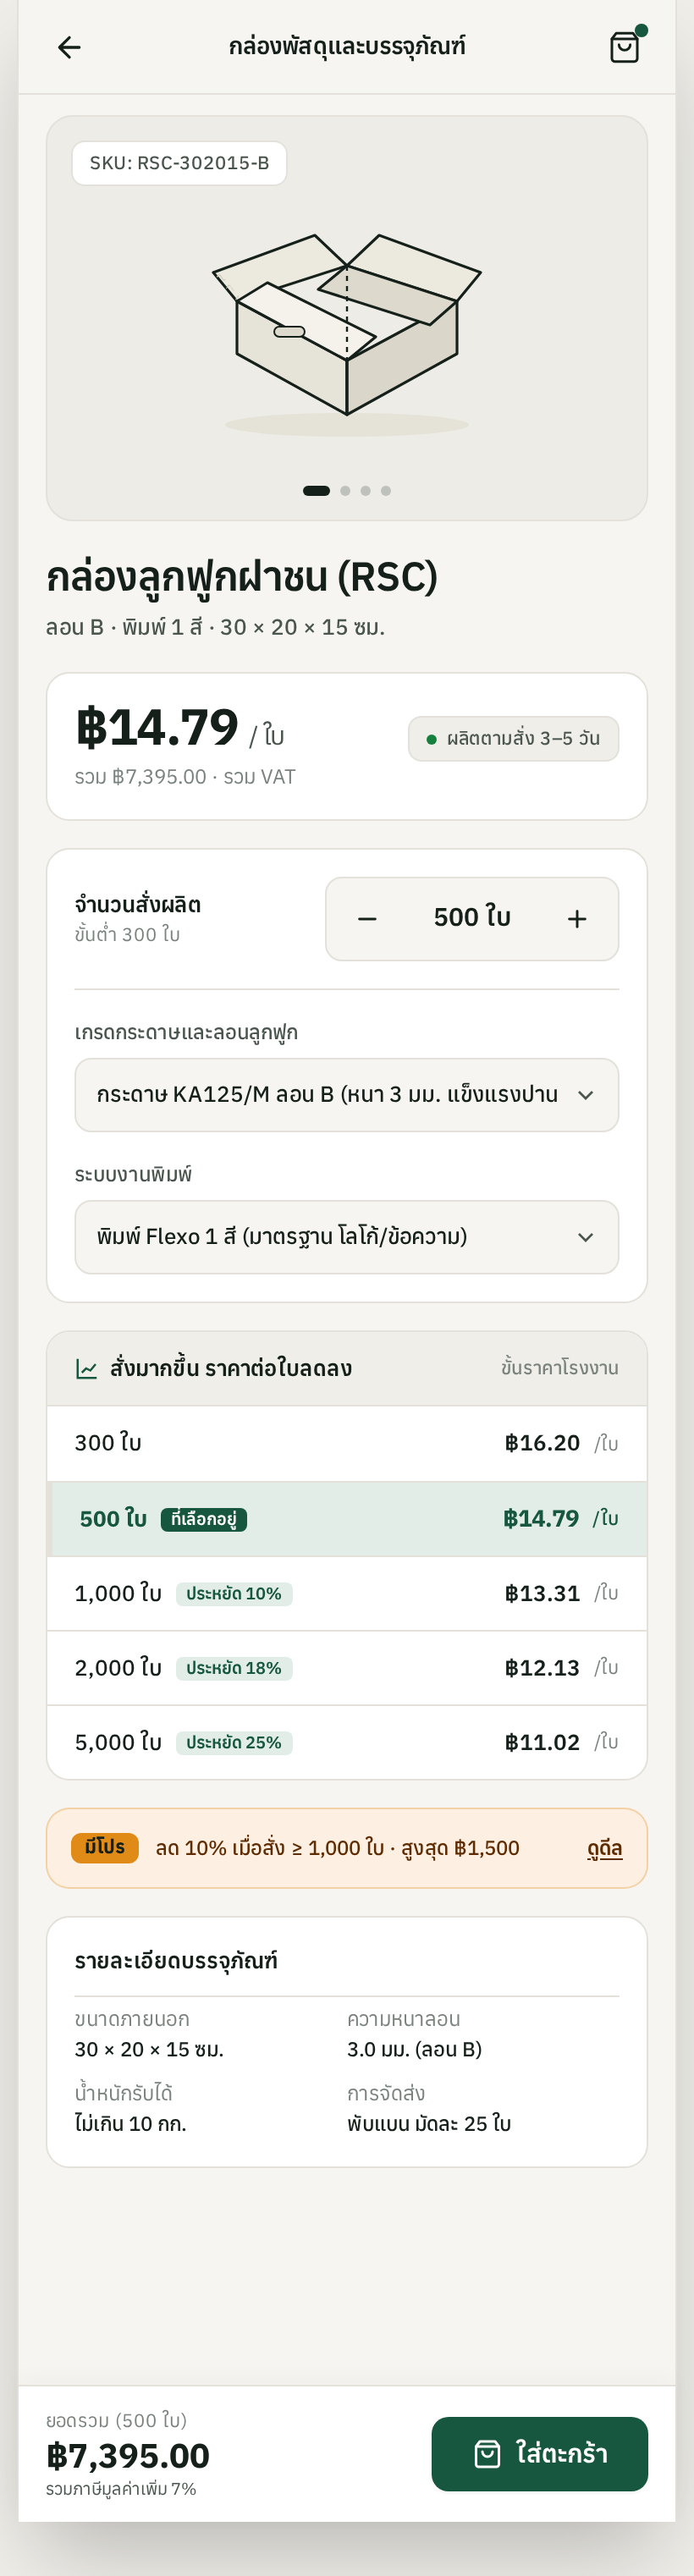 กล่องพัสดุและบรรจุภัณฑ์
SKU: RSC-302015-B
กล่องลูกฟูกฝาชน (RSC)
ลอน B · พิมพ์ 1 สี · 30 × 20 × 15 ซม.
฿14.79 / ใบ
ผลิตตามสั่ง 3–5 วัน
รวม ฿7,395.00 · รวม VAT
จำนวนสั่งผลิต
ขั้นต่ำ 300 ใบ
− 500 ใบ +
เกรดกระดาษและลอนลูกฟูก
กระดาษ KA125/M ลอน B (หนา 3 มม. แข็งแรงปาน
ระบบงานพิมพ์
พิมพ์ Flexo 1 สี (มาตรฐาน โลโก้/ข้อความ)
สั่งมากขึ้น ราคาต่อใบลดลง ขั้นราคาโรงงาน
300 ใบ ฿16.20 /ใบ
500 ใบ ที่เลือกอยู่ ฿14.79 /ใบ
1,000 ใบ ประหยัด 10% ฿13.31 /ใบ
2,000 ใบ ประหยัด 18% ฿12.13 /ใบ
5,000 ใบ ประหยัด 25% ฿11.02 /ใบ
มีโปร ลด 10% เมื่อสั่ง ≥ 1,000 ใบ · สูงสุด ฿1,500 ดูดีล
รายละเอียดบรรจุภัณฑ์
ขนาดภายนอก ความหนาลอน
30 × 20 × 15 ซม. 3.0 มม. (ลอน B)
น้ำหนักรับได้ การจัดส่ง
ไม่เกิน 10 กก. พับแบน มัดละ 25 ใบ
ยอดรวม (500 ใบ)
฿7,395.00
รวมภาษีมูลค่าเพิ่ม 7%
ใส่ตะกร้า